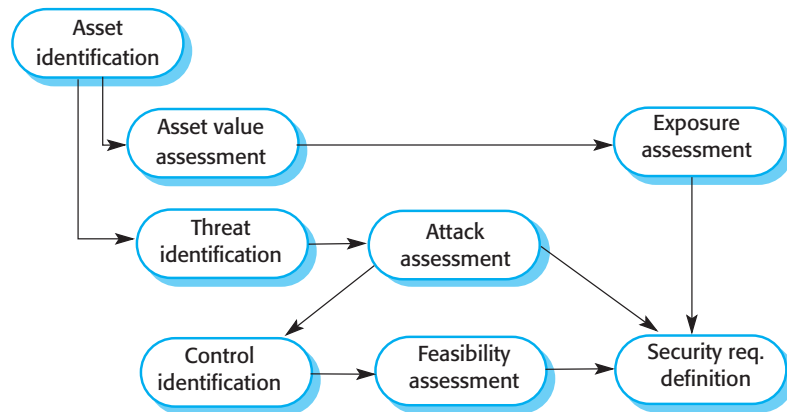 Asset
identification
Asset value
assessment
Exposure
assessment
Threat
identification
Attack
assessment
Control
identification
Feasibility
assessment
Security req.
definition